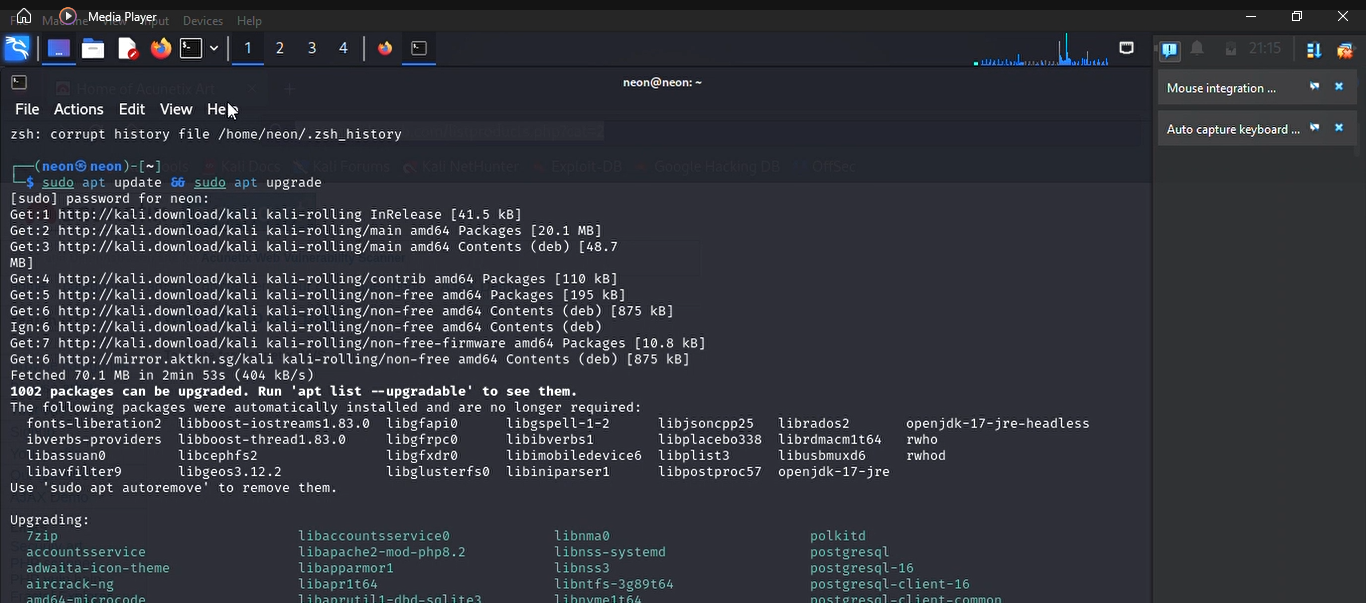 Media Player
Machine View Input Devices Help
1 2 3 4
21:15
neon@neon: ~
Mouse integration ...
File Actions Edit View Help
Auto capture keyboard ...
zsh: corrupt history file /home/neon/.zsh_history
┌──(neon㉿neon)-[~]
└─$ sudo apt update && sudo apt upgrade
[sudo] password for neon:
Get:1 http://kali.download/kali kali-rolling InRelease [41.5 kB]
Get:2 http://kali.download/kali kali-rolling/main amd64 Packages [20.1 MB]
Get:3 http://kali.download/kali kali-rolling/main amd64 Contents (deb) [48.7
MB]
Get:4 http://kali.download/kali kali-rolling/contrib amd64 Packages [110 kB]
Get:5 http://kali.download/kali kali-rolling/non-free amd64 Packages [195 kB]
Get:6 http://kali.download/kali kali-rolling/non-free amd64 Contents (deb) [875 kB]
Ign:6 http://kali.download/kali kali-rolling/non-free amd64 Contents (deb)
Get:7 http://kali.download/kali kali-rolling/non-free-firmware amd64 Packages [10.8 kB]
Get:6 http://mirror.aktkn.sg/kali kali-rolling/non-free amd64 Contents (deb) [875 kB]
Fetched 70.1 MB in 2min 53s (404 kB/s)
1002 packages can be upgraded. Run 'apt list --upgradable' to see them.
The following packages were automatically installed and are no longer required:
fonts-liberation2 libboost-iostreams1.83.0 libgfapi0 libgspell-1-2 libjsoncpp25 librados2 openjdk-17-jre-headless
ibverbs-providers libboost-thread1.83.0 libgfrpc0 libibverbs1 libplacebo338 librdmacm1t64 rwho
libassuan0 libcephfs2 libgfxdr0 libimobiledevice6 libplist3 libusbmuxd6 rwhod
libavfilter9 libgeos3.12.2 libglusterfs0 libiniparser1 libpostproc57 openjdk-17-jre
Use 'sudo apt autoremove' to remove them.
Upgrading:
7zip libaccountsservice0 libnma0 polkitd
accountsservice libapache2-mod-php8.2 libnss-systemd postgresql
adwaita-icon-theme libapparmor1 libnss3 postgresql-16
aircrack-ng libapr1t64 libntfs-3g89t64 postgresql-client-16
amd64-microcode libaprutil1-dbd-sqlite3 libnvme1t64 postgresql-client-common